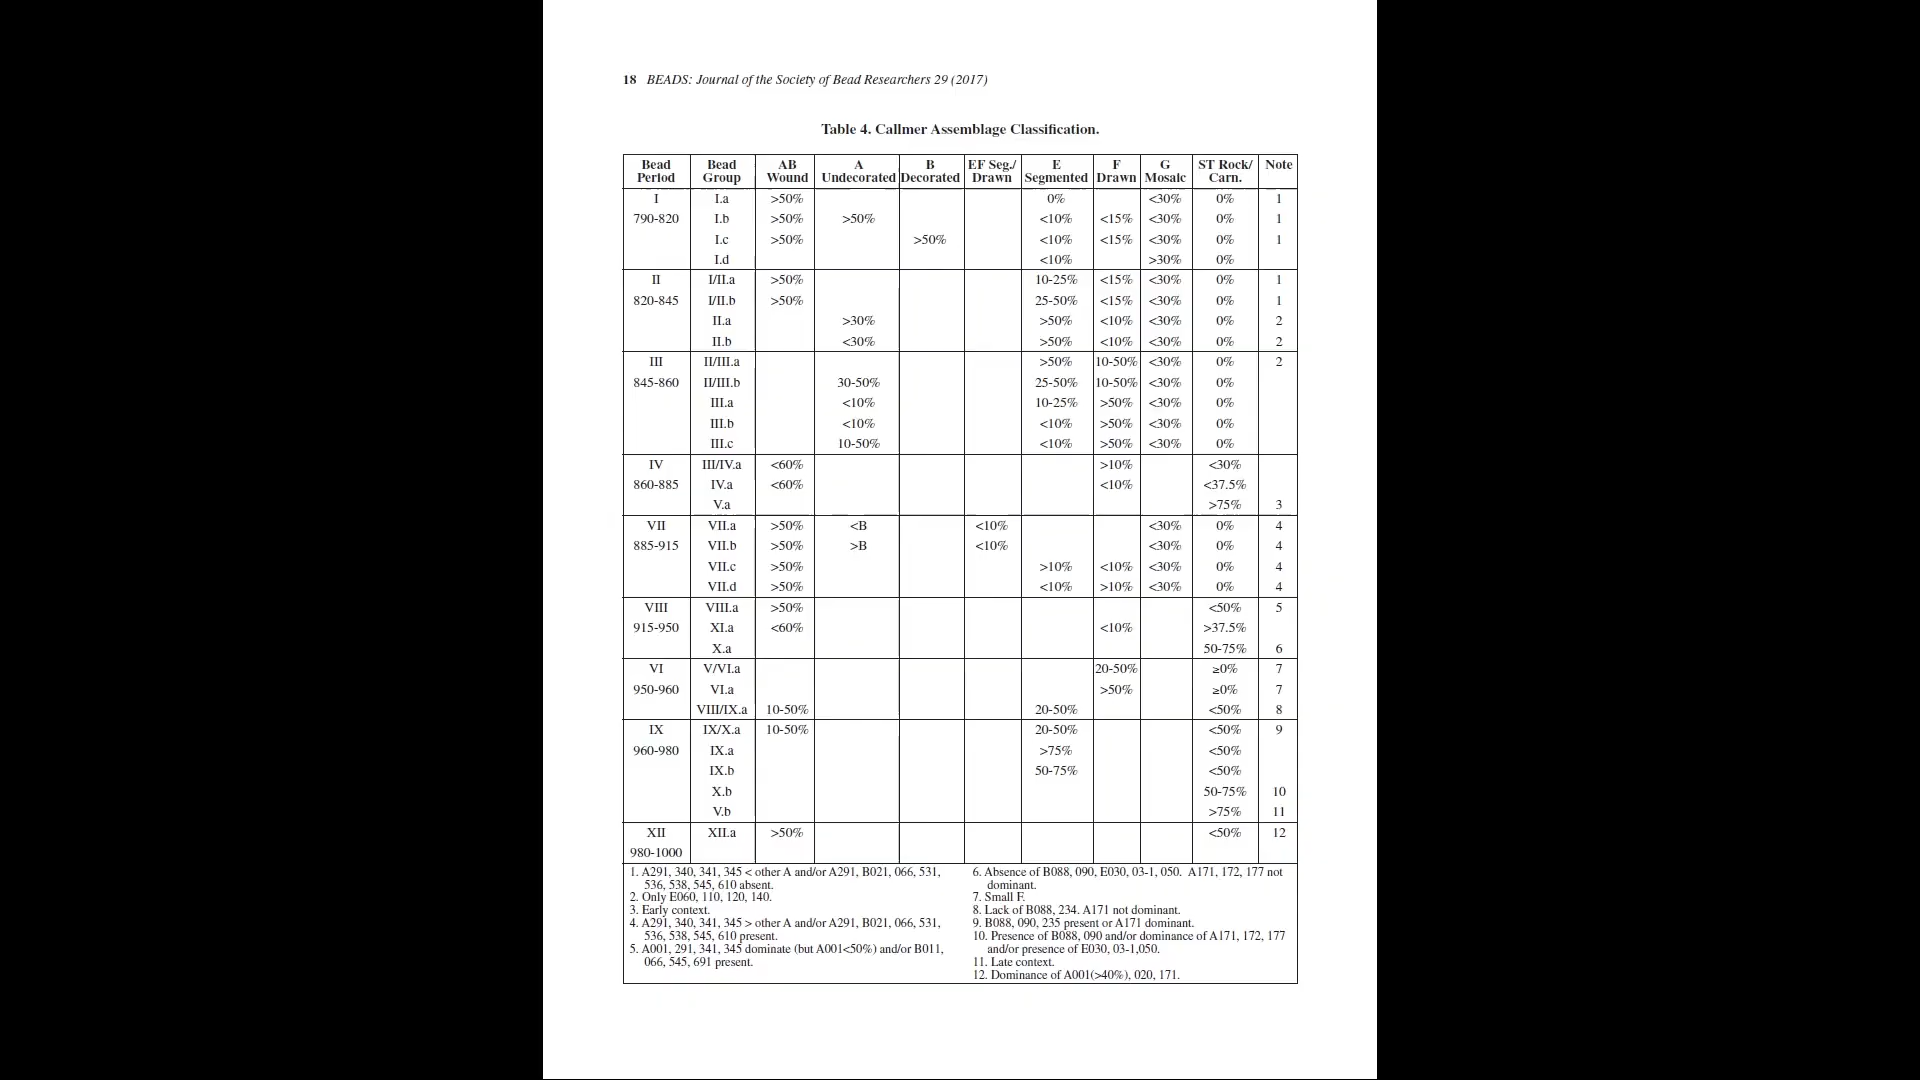 18 BEADS: Journal of the Society of Bead Researchers 29 (2017)
Table 4. Callmer Assemblage Classification.
Bead Bead AB A B EF Seg./ E F G ST Rock/ Note
Period Group Wound Undecorated Decorated Drawn Segmented Drawn Mosaic Carn.
I I.a >50% 0% <30% 0% 1
790-820 I.b >50% >50% <10% <15% <30% 0% 1
I.c >50% >50% <10% <15% <30% 0% 1
I.d <10% >30% 0%
II I/II.a >50% 10-25% <15% <30% 0% 1
820-845 I/II.b >50% 25-50% <15% <30% 0% 1
II.a >30% >50% <10% <30% 0% 2
II.b <30% >50% <10% <30% 0% 2
III II/III.a >50% 10-50% <30% 0% 2
845-860 II/III.b 30-50% 25-50% 10-50% <30% 0%
III.a <10% 10-25% >50% <30% 0%
III.b <10% <10% >50% <30% 0%
III.c 10-50% <10% >50% <30% 0%
IV III/IV.a <60% >10% <30%
860-885 IV.a <60% <10% <37.5%
V.a >75% 3
VII VII.a >50% <B <10% <30% 0% 4
885-915 VII.b >50% >B <10% <30% 0% 4
VII.c >50% >10% <10% <30% 0% 4
VII.d >50% <10% >10% <30% 0% 4
VIII VIII.a >50% <50% 5
915-950 XI.a <60% <10% >37.5%
X.a 50-75% 6
VI V/VI.a 20-50% ≥0% 7
950-960 VI.a >50% ≥0% 7
VIII/IX.a 10-50% 20-50% <50% 8
IX IX/X.a 10-50% 20-50% <50% 9
960-980 IX.a >75% <50%
IX.b 50-75% <50%
X.b 50-75% 10
V.b >75% 11
XII XII.a >50% <50% 12
980-1000
1. A291, 340, 341, 345 < other A and/or A291, B021, 066, 531,
536, 538, 545, 610 absent.
2. Only E060, 110, 120, 140.
3. Early context.
4. A291, 340, 341, 345 > other A and/or A291, B021, 066, 531,
536, 538, 545, 610 present.
5. A001, 291, 341, 345 dominate (but A001<50%) and/or B011,
066, 545, 691 present.
6. Absence of B088, 090, E030, 03-1, 050. A171, 172, 177 not
dominant.
7. Small F.
8. Lack of B088, 234. A171 not dominant.
9. B088, 090, 235 present or A171 dominant.
10. Presence of B088, 090 and/or dominance of A171, 172, 177
and/or presence of E030, 03-1,050.
11. Late context.
12. Dominance of A001(>40%), 020, 171.